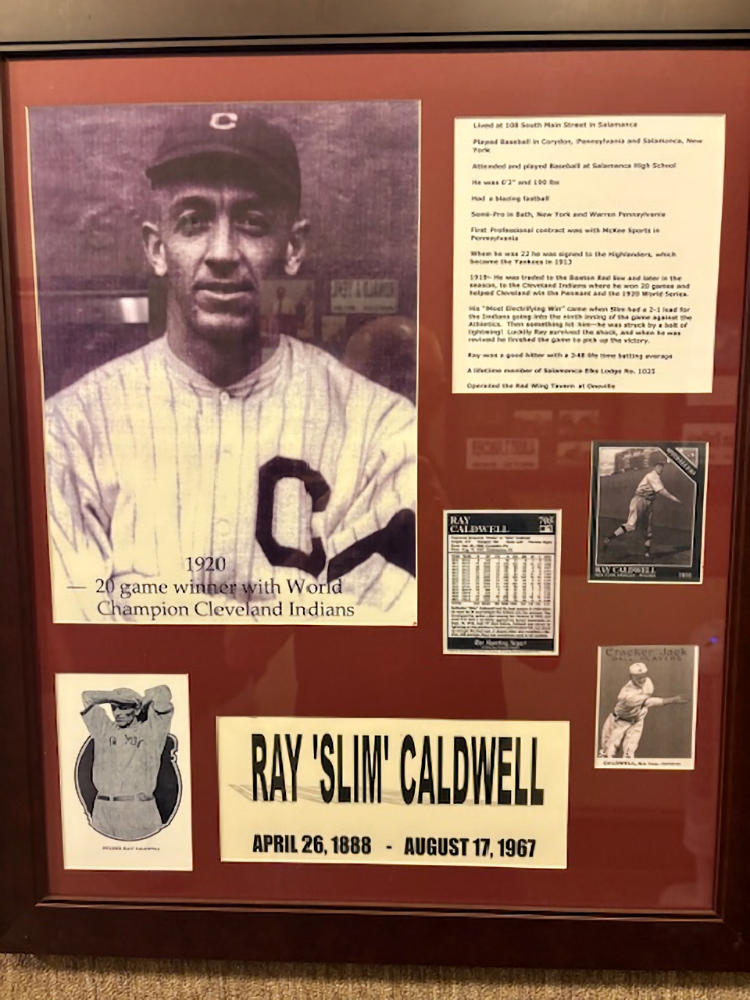 C
Lived at 108 South Main Street in Salamanca
Played Baseball in Corydon, Pennsylvania and Salamanca, New
York
Attended and played Baseball at Salamanca High School
He was 6'2" and 190 lbs
Had a blazing fastball
Semi-Pro in Bath, New York and Warren Pennsylvania
First Professional contract was with McKee Sports in
Pennsylvania
When he was 22 he was signed to the Highlanders, which
became the Yankees in 1913
1919- He was traded to the Boston Red Sox and later in the
season, to the Cleveland Indians where he won 20 games and
helped Cleveland win the Pennant and the 1920 World Series.
His "Most Electrifying Win" came when Slim had a 2-1 lead for
the Indians going into the ninth inning of the game against the
Athletics. Then something hit him—he was struck by a bolt of
lightning! Luckily Ray survived the shock, and when he was
revived he finished the game to pick up the victory.
Ray was a good hitter with a 248 life time batting average
A lifetime member of Salamanca Elks Lodge No. 1025
Operated the Red Wing Tavern at Onoville
C
1920
— 20 game winner with World
Champion Cleveland Indians
RAY
CALDWELL
The Sporting News
RAY CALDWELL
Cracker Jack
BALL PLAYERS
CALDWELL, New York
RAY 'SLIM' CALDWELL
APRIL 26, 1888 - AUGUST 17, 1967